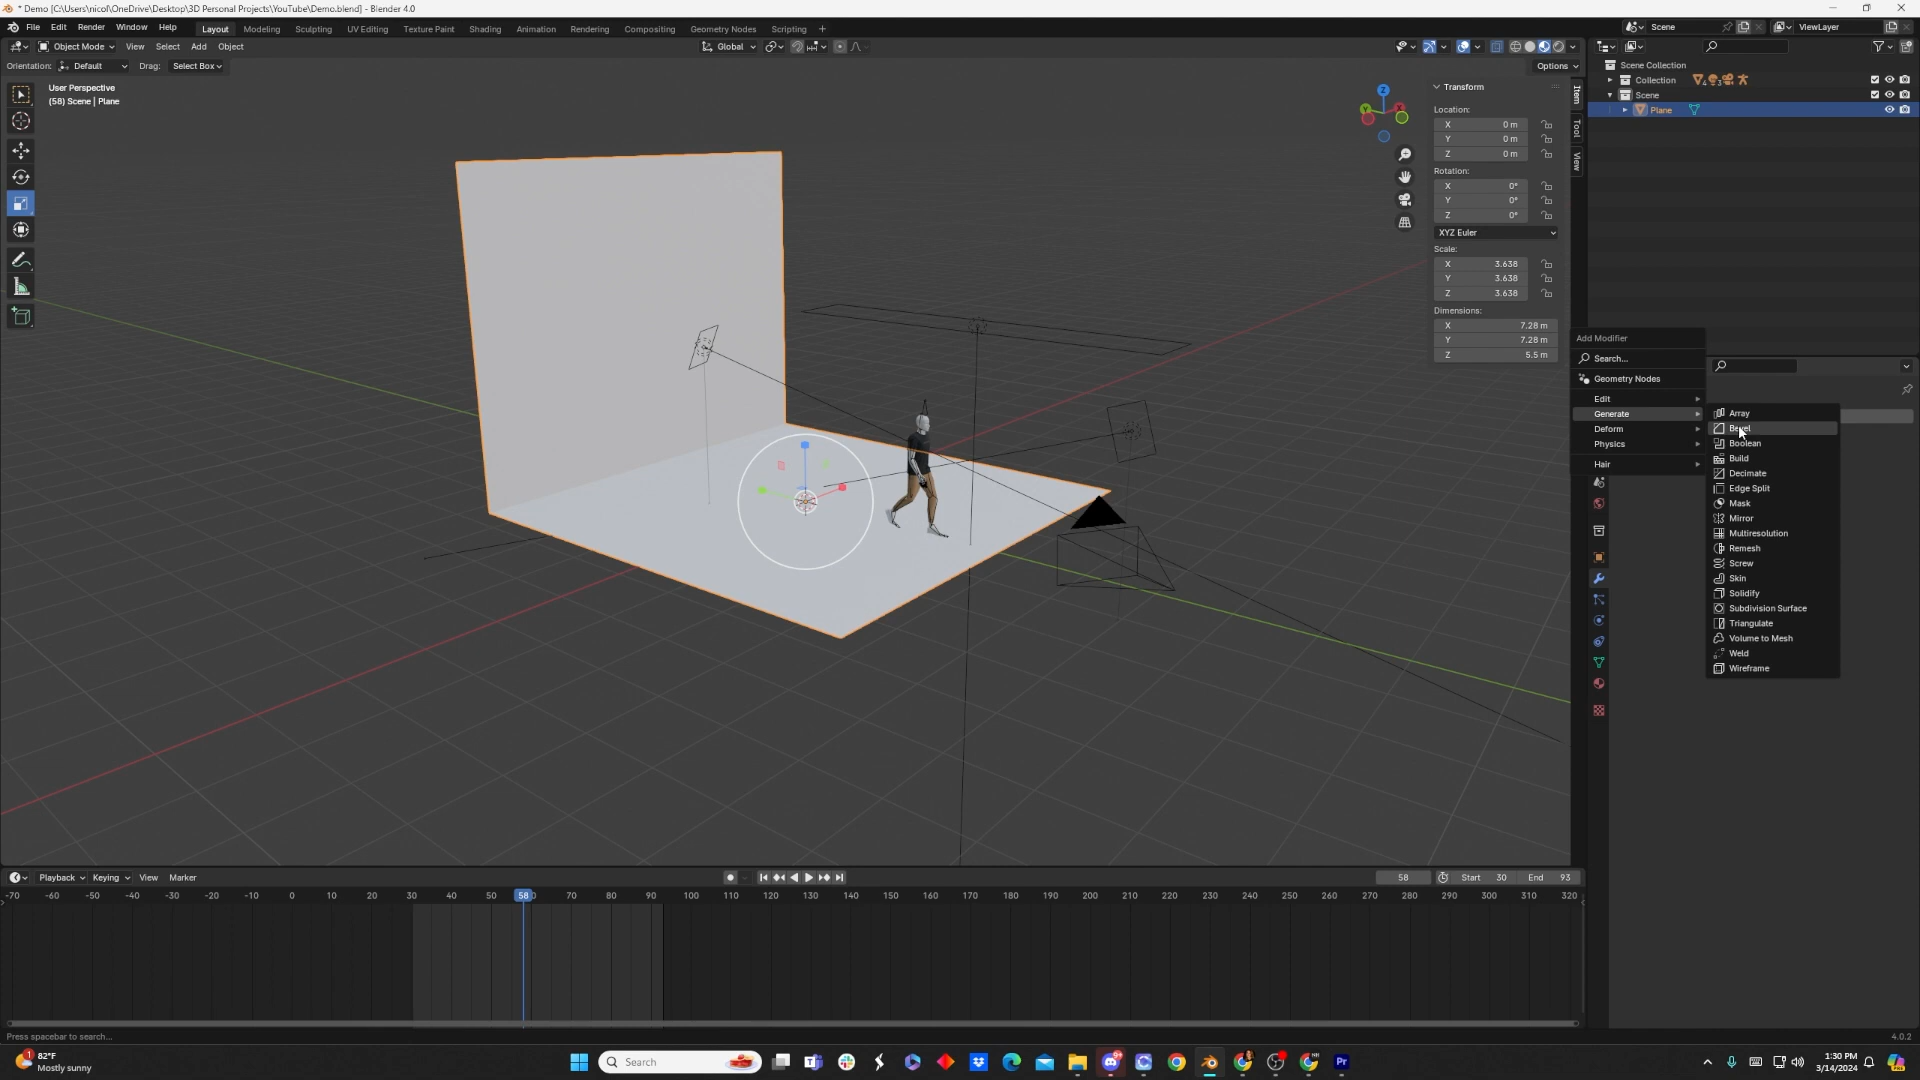 * Demo [C:\Users\nicol\OneDrive\Desktop\3D Personal Projects\YouTube\Demo.blend] - Blender 4.0
File Edit Render Window Help Layout Modeling Sculpting UV Editing Texture Paint Shading Animation Rendering Compositing Geometry Nodes Scripting + Scene ViewLayer
Object Mode View Select Add Object Global
Orientation: Default Drag: Select Box Options
User Perspective
(58) Scene | Plane
Z
X
Y
Item
Tool
View
Transform
Location:
X 0 m
Y 0 m
Z 0 m
Rotation:
X 0°
Y 0°
Z 0°
XYZ Euler
Scale:
X 3.638
Y 3.638
Z 3.638
Dimensions:
X 7.28 m
Y 7.28 m
Z 5.5 m
Scene Collection
Collection
Scene
Plane
Add Modifier
Search...
Geometry Nodes
Edit
Generate
Deform
Physics
Hair
Array
Bevel
Boolean
Build
Decimate
Edge Split
Mask
Mirror
Multiresolution
Remesh
Screw
Skin
Solidify
Subdivision Surface
Triangulate
Volume to Mesh
Weld
Wireframe
Playback Keying View Marker 58 Start 30 End 93
-70 -60 -50 -40 -30 -20 -10 0 10 20 30 40 50 58 70 80 90 100 110 120 130 140 150 160 170 180 190 200 210 220 230 240 250 260 270 280 290 300 310 320
Press spacebar to search... 4.0.2
82°F
Mostly sunny
Search
Pr
1:30 PM
3/14/2024